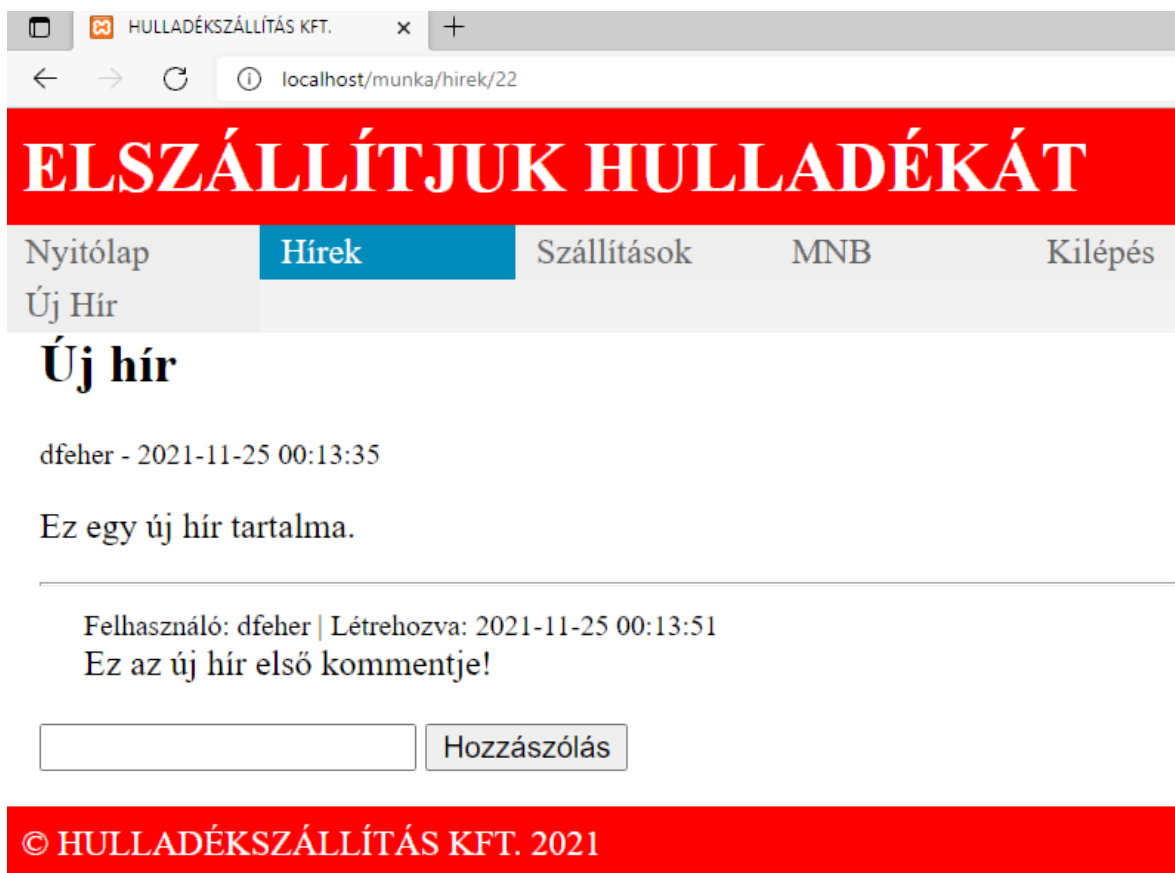 HULLADÉKSZÁLLÍTÁS KFT.
localhost/munka/hirek/22
ELSZÁLLÍTJUK HULLADÉKÁT
Nyitólap Hírek Szállítások MNB Kilépés
Új Hír
Új hír
dfeher - 2021-11-25 00:13:35
Ez egy új hír tartalma.
Felhasználó: dfeher | Létrehozva: 2021-11-25 00:13:51
Ez az új hír első kommentje!
Hozzászólás
© HULLADÉKSZÁLLÍTÁS KFT. 2021